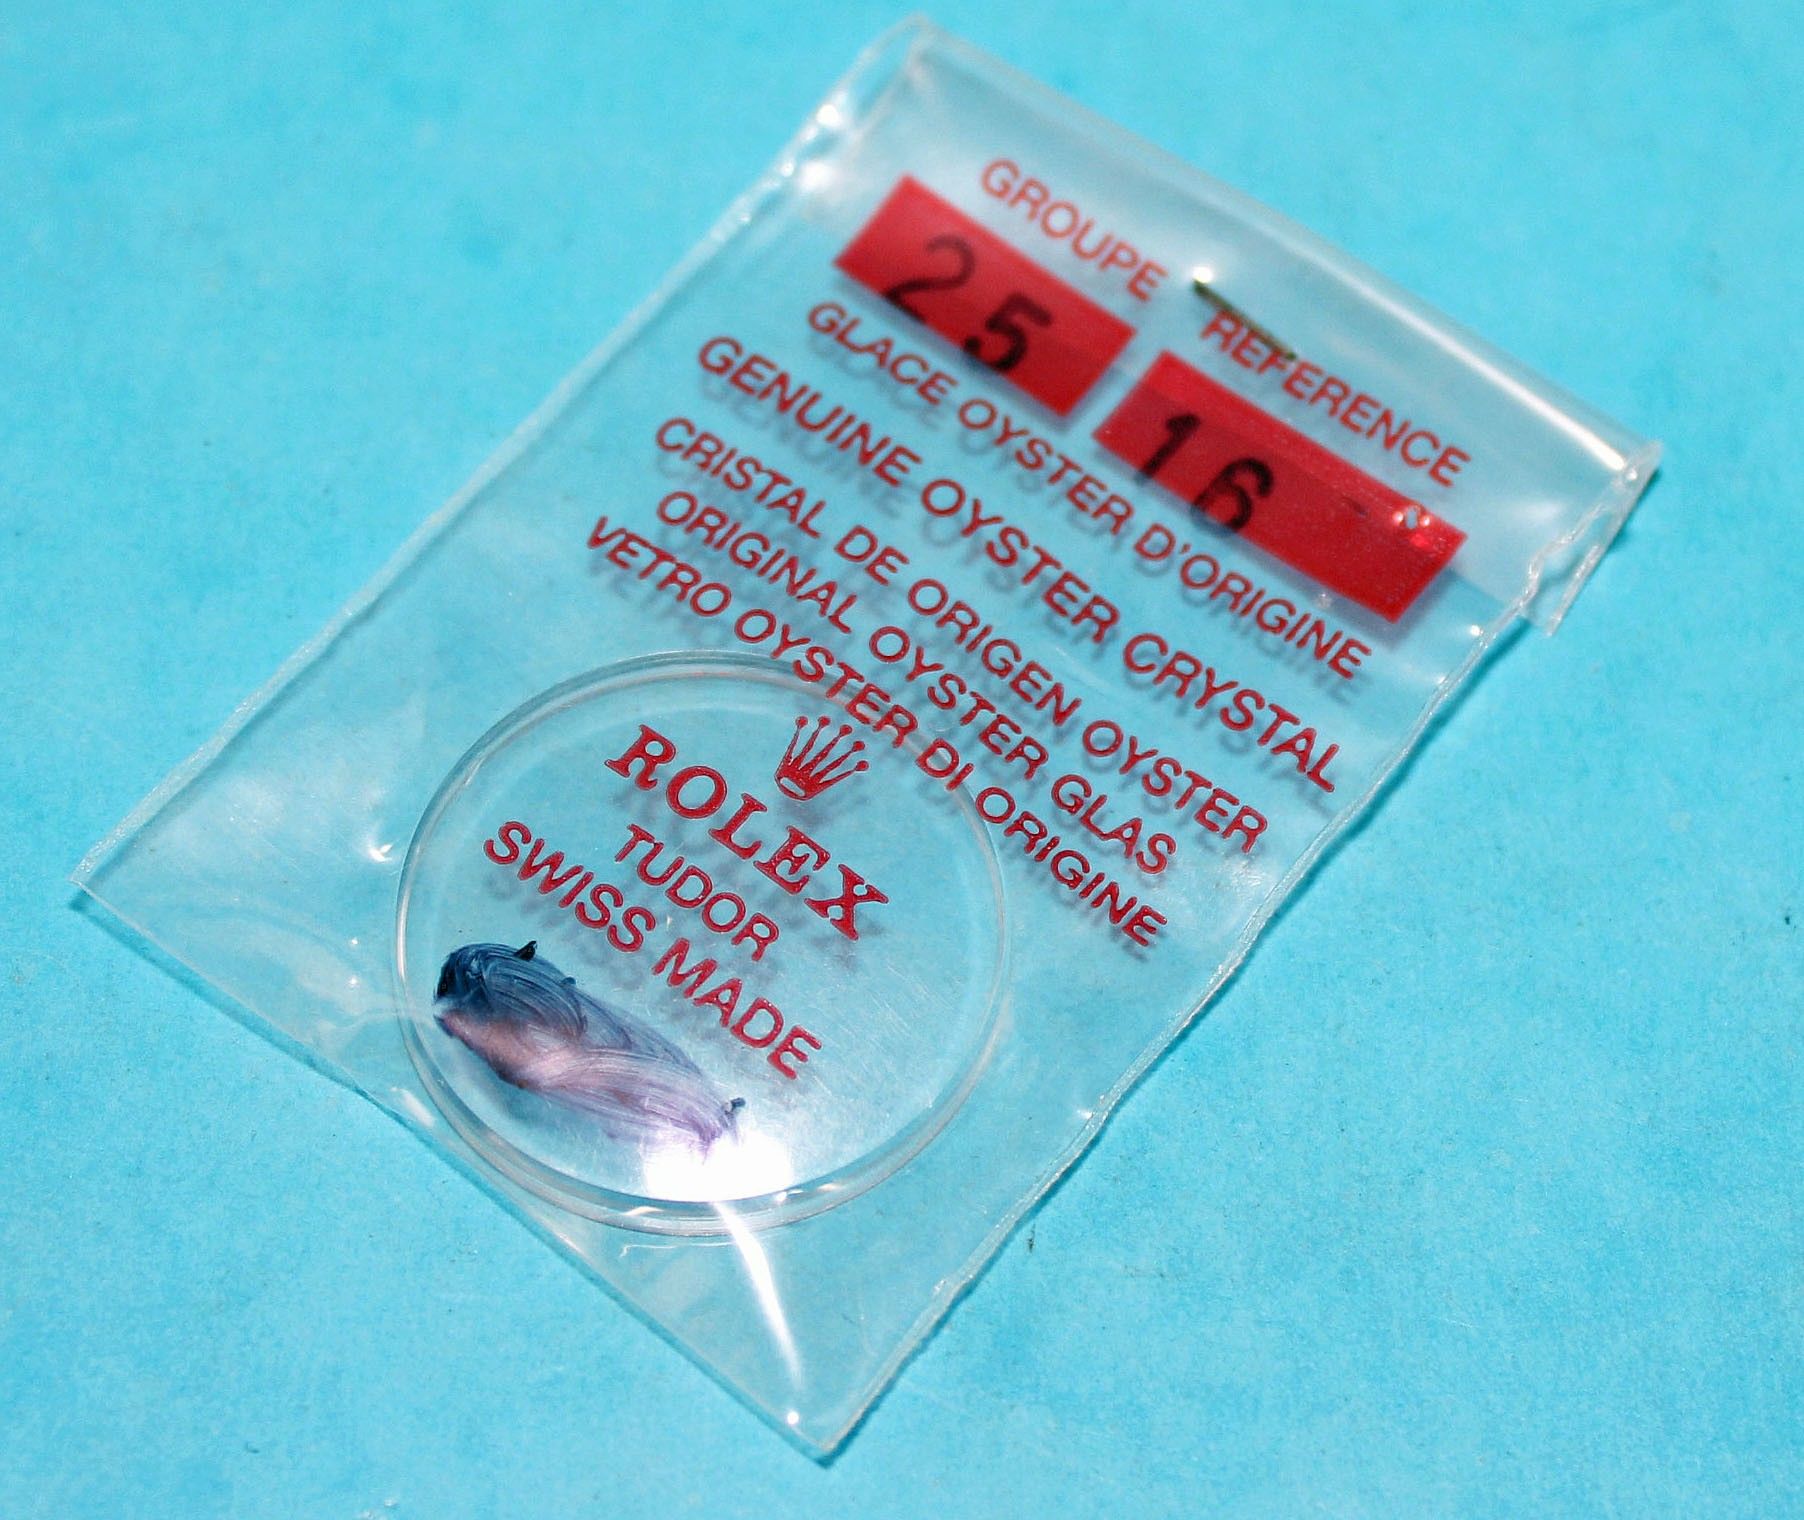 GROUPE REFERENCE
25 16
GLACE OYSTER D'ORIGINE
GENUINE OYSTER CRYSTAL
CRISTAL DE ORIGEN OYSTER
ORIGINAL OYSTER GLAS
VETRO OYSTER DI ORIGINE
ROLEX
TUDOR
SWISS MADE